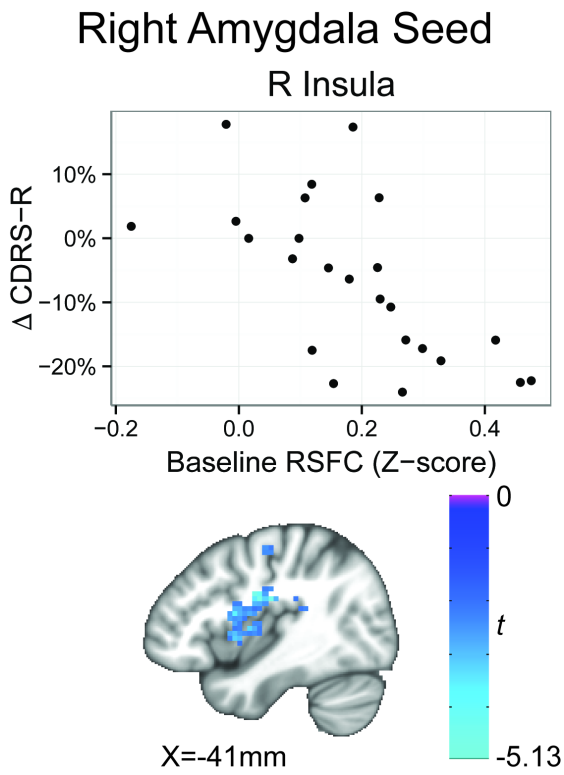 Right Amygdala Seed
R Insula
Δ CDRS−R
10%
0%
−10%
−20%
−0.2 0.0 0.2 0.4
Baseline RSFC (Z−score)
0
t
-5.13
X=-41mm